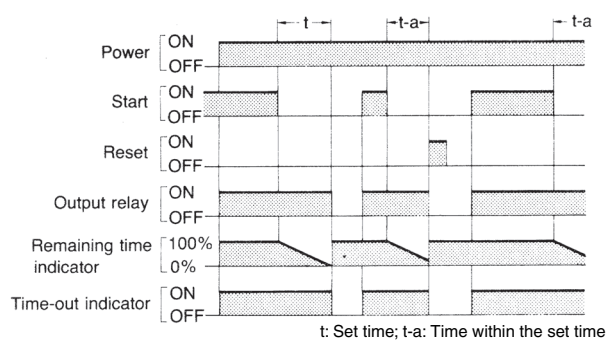 t t-a t-a
Power ON
OFF
Start ON
OFF
Reset ON
OFF
Output relay ON
OFF
Remaining time 100%
indicator 0%
Time-out indicator ON
OFF
t: Set time; t-a: Time within the set time